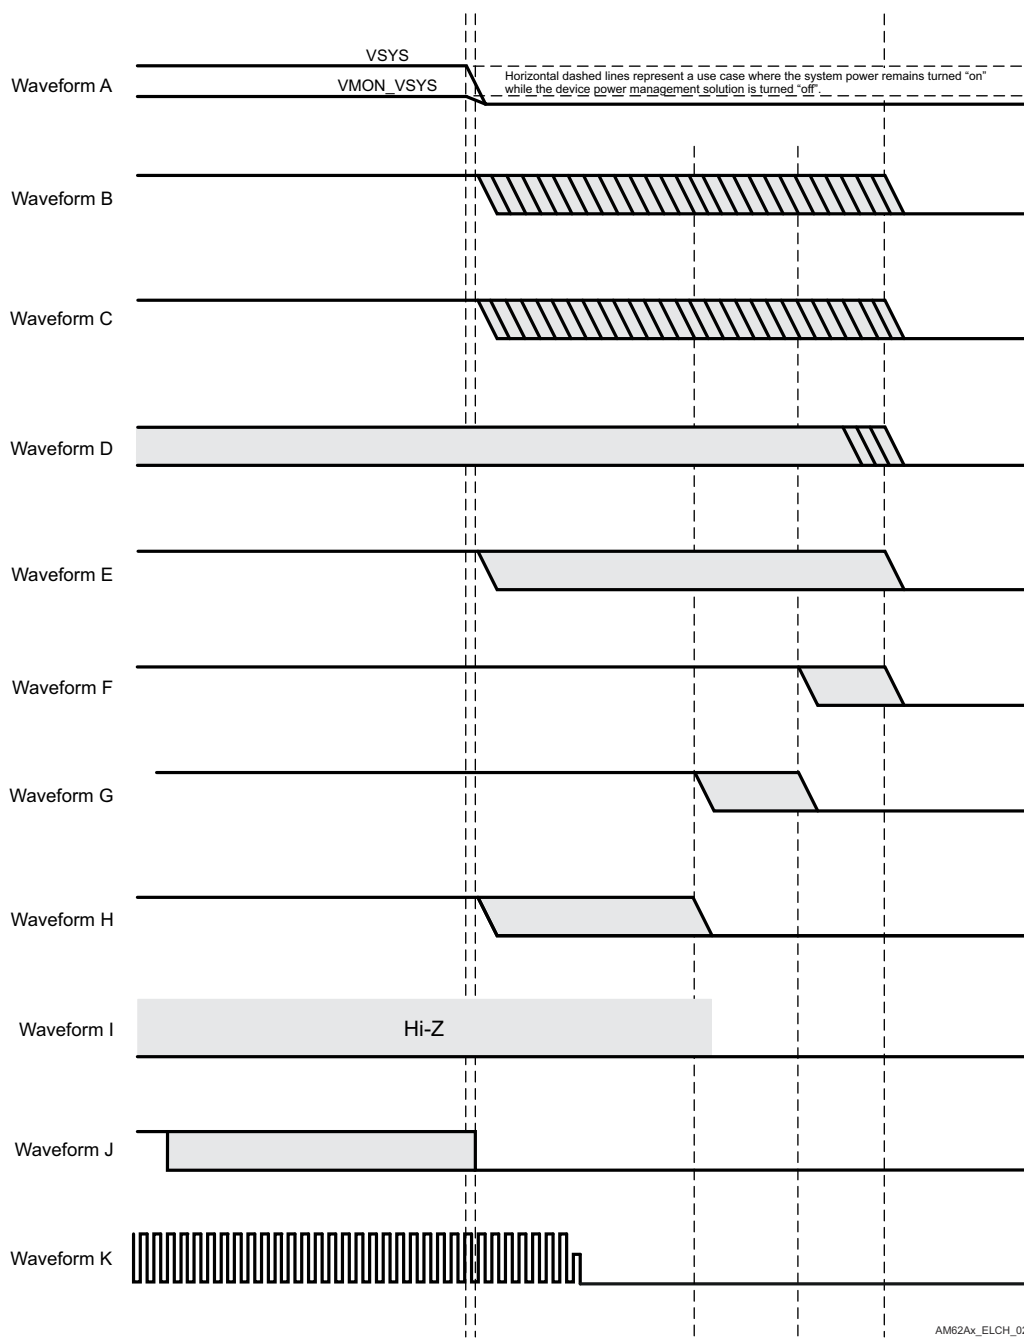 VSYS
Waveform A
VMON_VSYS
Horizontal dashed lines represent a use case where the system power remains turned “on”
while the device power management solution is turned “off”.
Waveform B
Waveform C
Waveform D
Waveform E
Waveform F
Waveform G
Waveform H
Waveform I
Hi-Z
Waveform J
Waveform K
AM62Ax_ELCH_02